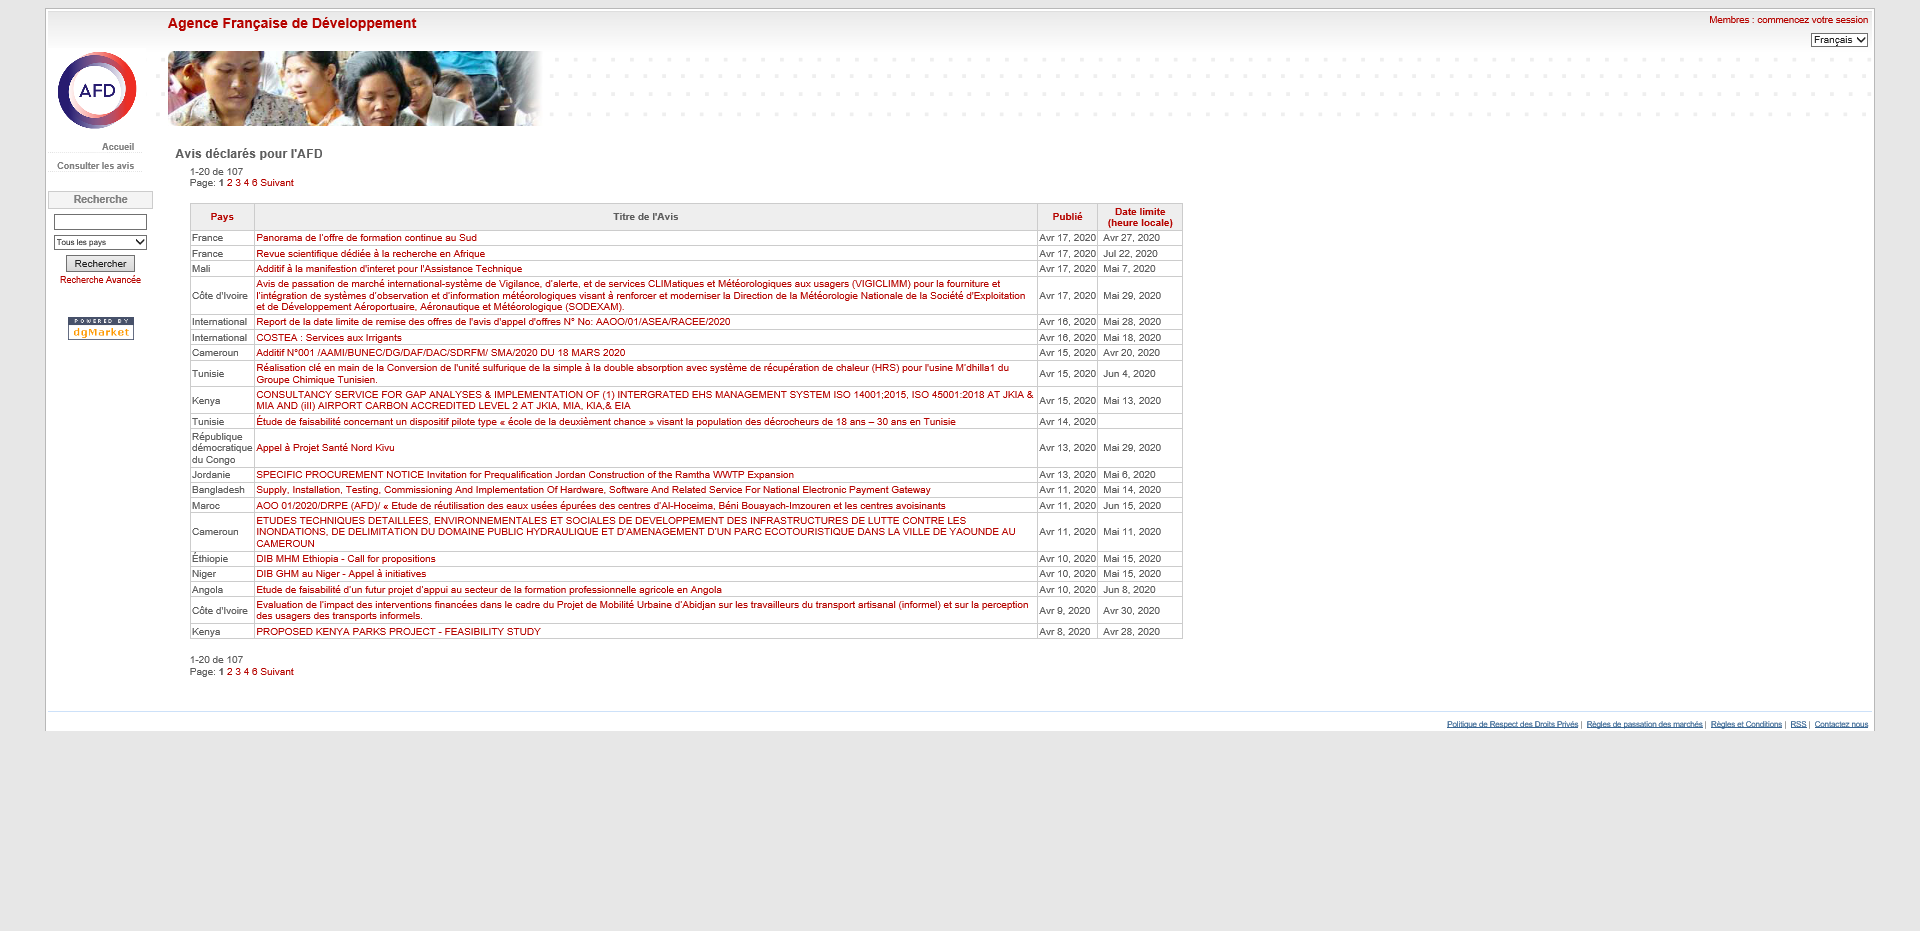 Agence Française de Développement
Membres : commencez votre session
Français
AFD
Accueil
Consulter les avis
Recherche
Tous les pays
Rechercher
Recherche Avancée
POWERED BY
dgMarket
Avis déclarés pour l'AFD
1-20 de 107
Page: 1 2 3 4 6 Suivant
Pays Titre de l'Avis Publié Date limite
(heure locale)
France Panorama de l'offre de formation continue au Sud Avr 17, 2020 Avr 27, 2020
France Revue scientifique dédiée à la recherche en Afrique Avr 17, 2020 Jul 22, 2020
Mali Additif à la manifestion d'interet pour l'Assistance Technique Avr 17, 2020 Mai 7, 2020
Côte d'Ivoire Avis de passation de marché international-système de Vigilance, d'alerte, et de services CLIMatiques et Météorologiques aux usagers (VIGICLIMM) pour la fourniture et
l'intégration de systèmes d'observation et d'information météorologiques visant à renforcer et moderniser la Direction de la Météorologie Nationale de la Société d'Exploitation
et de Développement Aéroportuaire, Aéronautique et Météorologique (SODEXAM). Avr 17, 2020 Mai 29, 2020
International Report de la date limite de remise des offres de l'avis d'appel d'offres N° No: AAOO/01/ASEA/RACEE/2020 Avr 16, 2020 Mai 28, 2020
International COSTEA : Services aux Irrigants Avr 16, 2020 Mai 18, 2020
Cameroun Additif N°001 /AAMI/BUNEC/DG/DAF/DAC/SDRFM/ SMA/2020 DU 18 MARS 2020 Avr 15, 2020 Avr 20, 2020
Tunisie Réalisation clé en main de la Conversion de l'unité sulfurique de la simple à la double absorption avec système de récupération de chaleur (HRS) pour l'usine M'dhilla1 du
Groupe Chimique Tunisien. Avr 15, 2020 Jun 4, 2020
Kenya CONSULTANCY SERVICE FOR GAP ANALYSES & IMPLEMENTATION OF (1) INTERGRATED EHS MANAGEMENT SYSTEM ISO 14001;2015, ISO 45001:2018 AT JKIA &
MIA AND (iII) AIRPORT CARBON ACCREDITED LEVEL 2 AT JKIA, MIA, KIA,& EIA Avr 15, 2020 Mai 13, 2020
Tunisie Étude de faisabilité concernant un dispositif pilote type « école de la deuxièment chance » visant la population des décrocheurs de 18 ans – 30 ans en Tunisie Avr 14, 2020
République
démocratique
du Congo Appel à Projet Santé Nord Kivu Avr 13, 2020 Mai 29, 2020
Jordanie SPECIFIC PROCUREMENT NOTICE Invitation for Prequalification Jordan Construction of the Ramtha WWTP Expansion Avr 13, 2020 Mai 6, 2020
Bangladesh Supply, Installation, Testing, Commissioning And Implementation Of Hardware, Software And Related Service For National Electronic Payment Gateway Avr 11, 2020 Mai 14, 2020
Maroc AOO 01/2020/DRPE (AFD)/ « Etude de réutilisation des eaux usées épurées des centres d'Al-Hoceima, Béni Bouayach-Imzouren et les centres avoisinants Avr 11, 2020 Jun 15, 2020
Cameroun ETUDES TECHNIQUES DETAILLEES, ENVIRONNEMENTALES ET SOCIALES DE DEVELOPPEMENT DES INFRASTRUCTURES DE LUTTE CONTRE LES
INONDATIONS, DE DELIMITATION DU DOMAINE PUBLIC HYDRAULIQUE ET D'AMENAGEMENT D'UN PARC ECOTOURISTIQUE DANS LA VILLE DE YAOUNDE AU
CAMEROUN Avr 11, 2020 Mai 11, 2020
Éthiopie DIB MHM Ethiopia - Call for propositions Avr 10, 2020 Mai 15, 2020
Niger DIB GHM au Niger - Appel à initiatives Avr 10, 2020 Mai 15, 2020
Angola Etude de faisabilité d'un futur projet d'appui au secteur de la formation professionnelle agricole en Angola Avr 10, 2020 Jun 8, 2020
Côte d'Ivoire Evaluation de l'impact des interventions financées dans le cadre du Projet de Mobilité Urbaine d'Abidjan sur les travailleurs du transport artisanal (informel) et sur la perception
des usagers des transports informels. Avr 9, 2020 Avr 30, 2020
Kenya PROPOSED KENYA PARKS PROJECT - FEASIBILITY STUDY Avr 8, 2020 Avr 28, 2020
1-20 de 107
Page: 1 2 3 4 6 Suivant
Politique de Respect des Droits Privés | Règles de passation des marchés | Règles et Conditions | RSS | Contactez nous